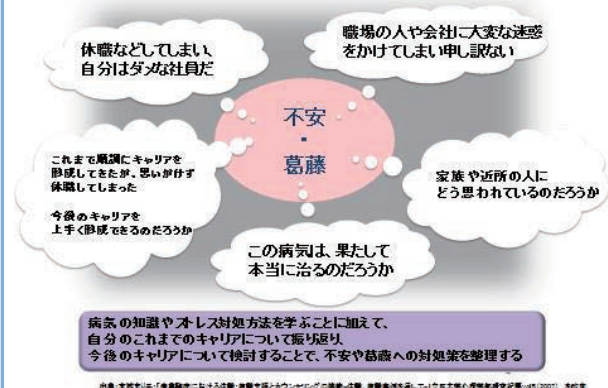 休職などしてしまい、
自分はダメな社員だ
職場の人や会社に大変な迷惑
をかけてしまい申し訳ない
不安
・
葛藤
これまで順調にキャリアを
形成してきたが、思いがけず
休職してしまった
今後のキャリアを
上手く形成できるのだろうか
家族や近所の人に
どう思われているのだろうか
この病気は、果たして
本当に治るのだろうか
病気の知識やストレス対処方法を学ぶことに加えて、
自分のこれまでのキャリアについて振り返り、
今後のキャリアについて検討することで、不安や葛藤への対処策を整理する